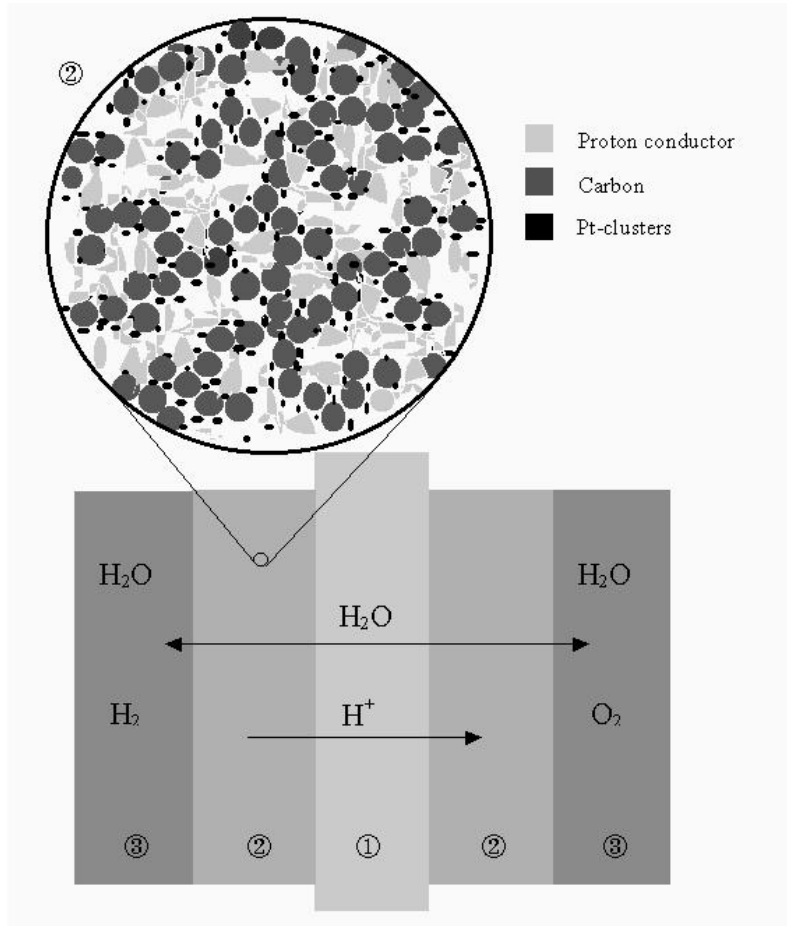 ②
Proton conductor
Carbon
Pt-clusters
H₂O
H₂O
H₂O
H₂
H⁺
O₂
③
②
①
②
③